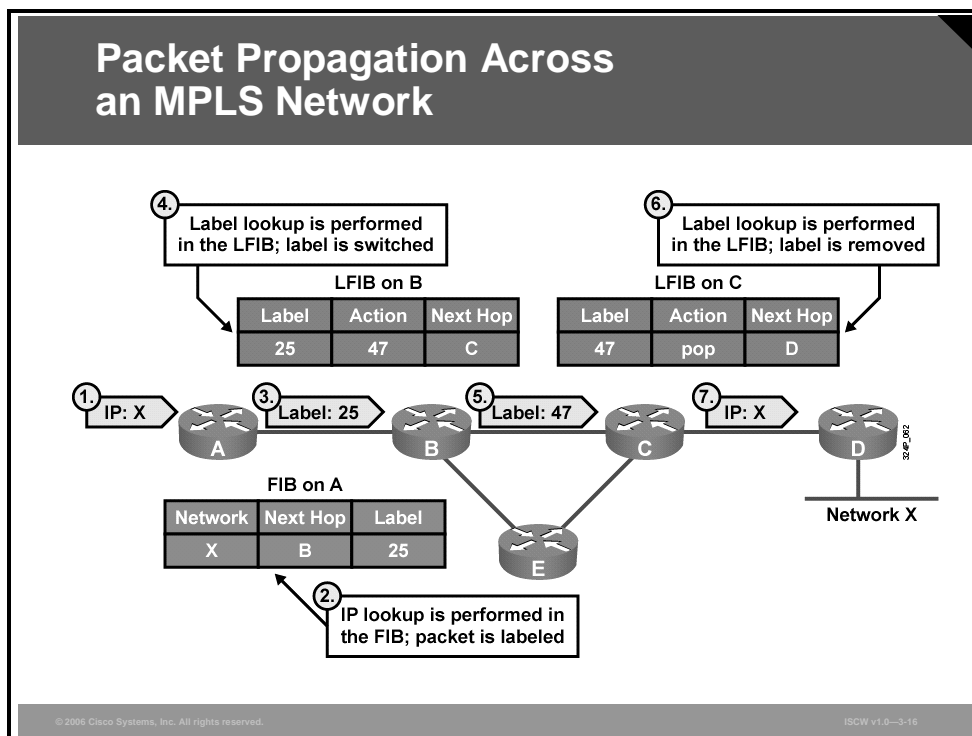 Packet Propagation Across
an MPLS Network
4.
Label lookup is performed
in the LFIB; label is switched
6.
Label lookup is performed
in the LFIB; label is removed
LFIB on B
Label Action Next Hop
25 47 C
LFIB on C
Label Action Next Hop
47 pop D
1.
IP: X
A
3.
Label: 25
B
5.
Label: 47
C
7.
IP: X
D
324P_062
Network X
FIB on A
Network Next Hop Label
X B 25
E
2.
IP lookup is performed in
the FIB; packet is labeled
© 2006 Cisco Systems, Inc. All rights reserved.
ISCW v1.0—3-16